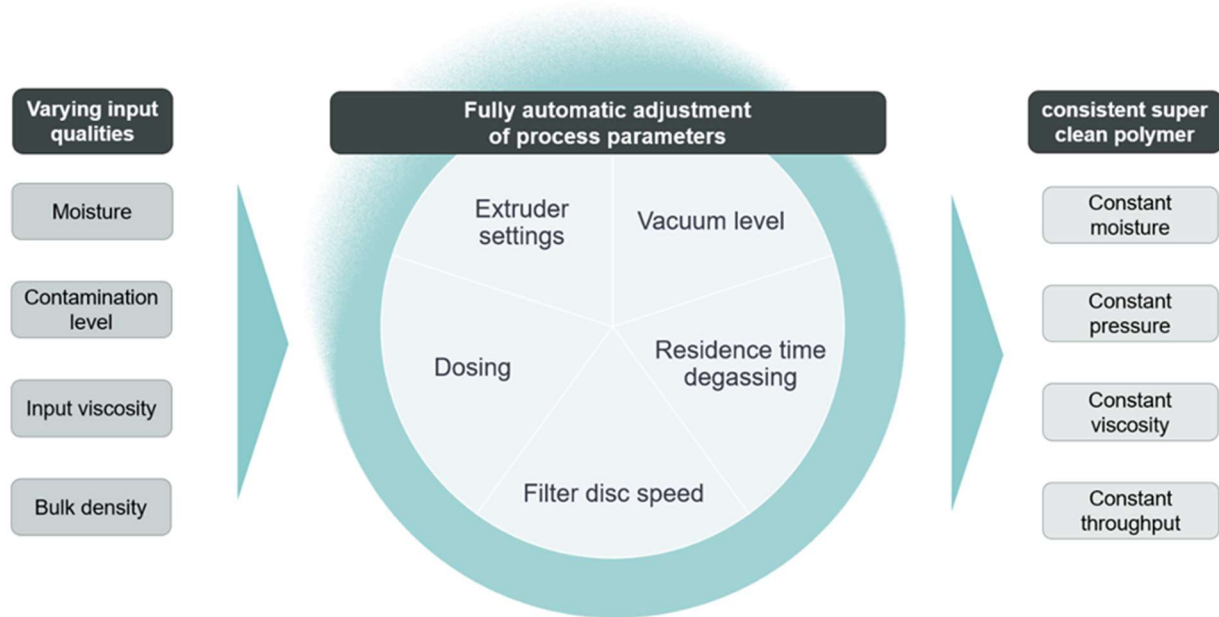 Varying input
qualities
Moisture
Contamination
level
Input viscosity
Bulk density
Fully automatic adjustment
of process parameters
Extruder
settings
Vacuum level
Dosing
Residence time
degassing
Filter disc speed
consistent super
clean polymer
Constant
moisture
Constant
pressure
Constant
viscosity
Constant
throughput